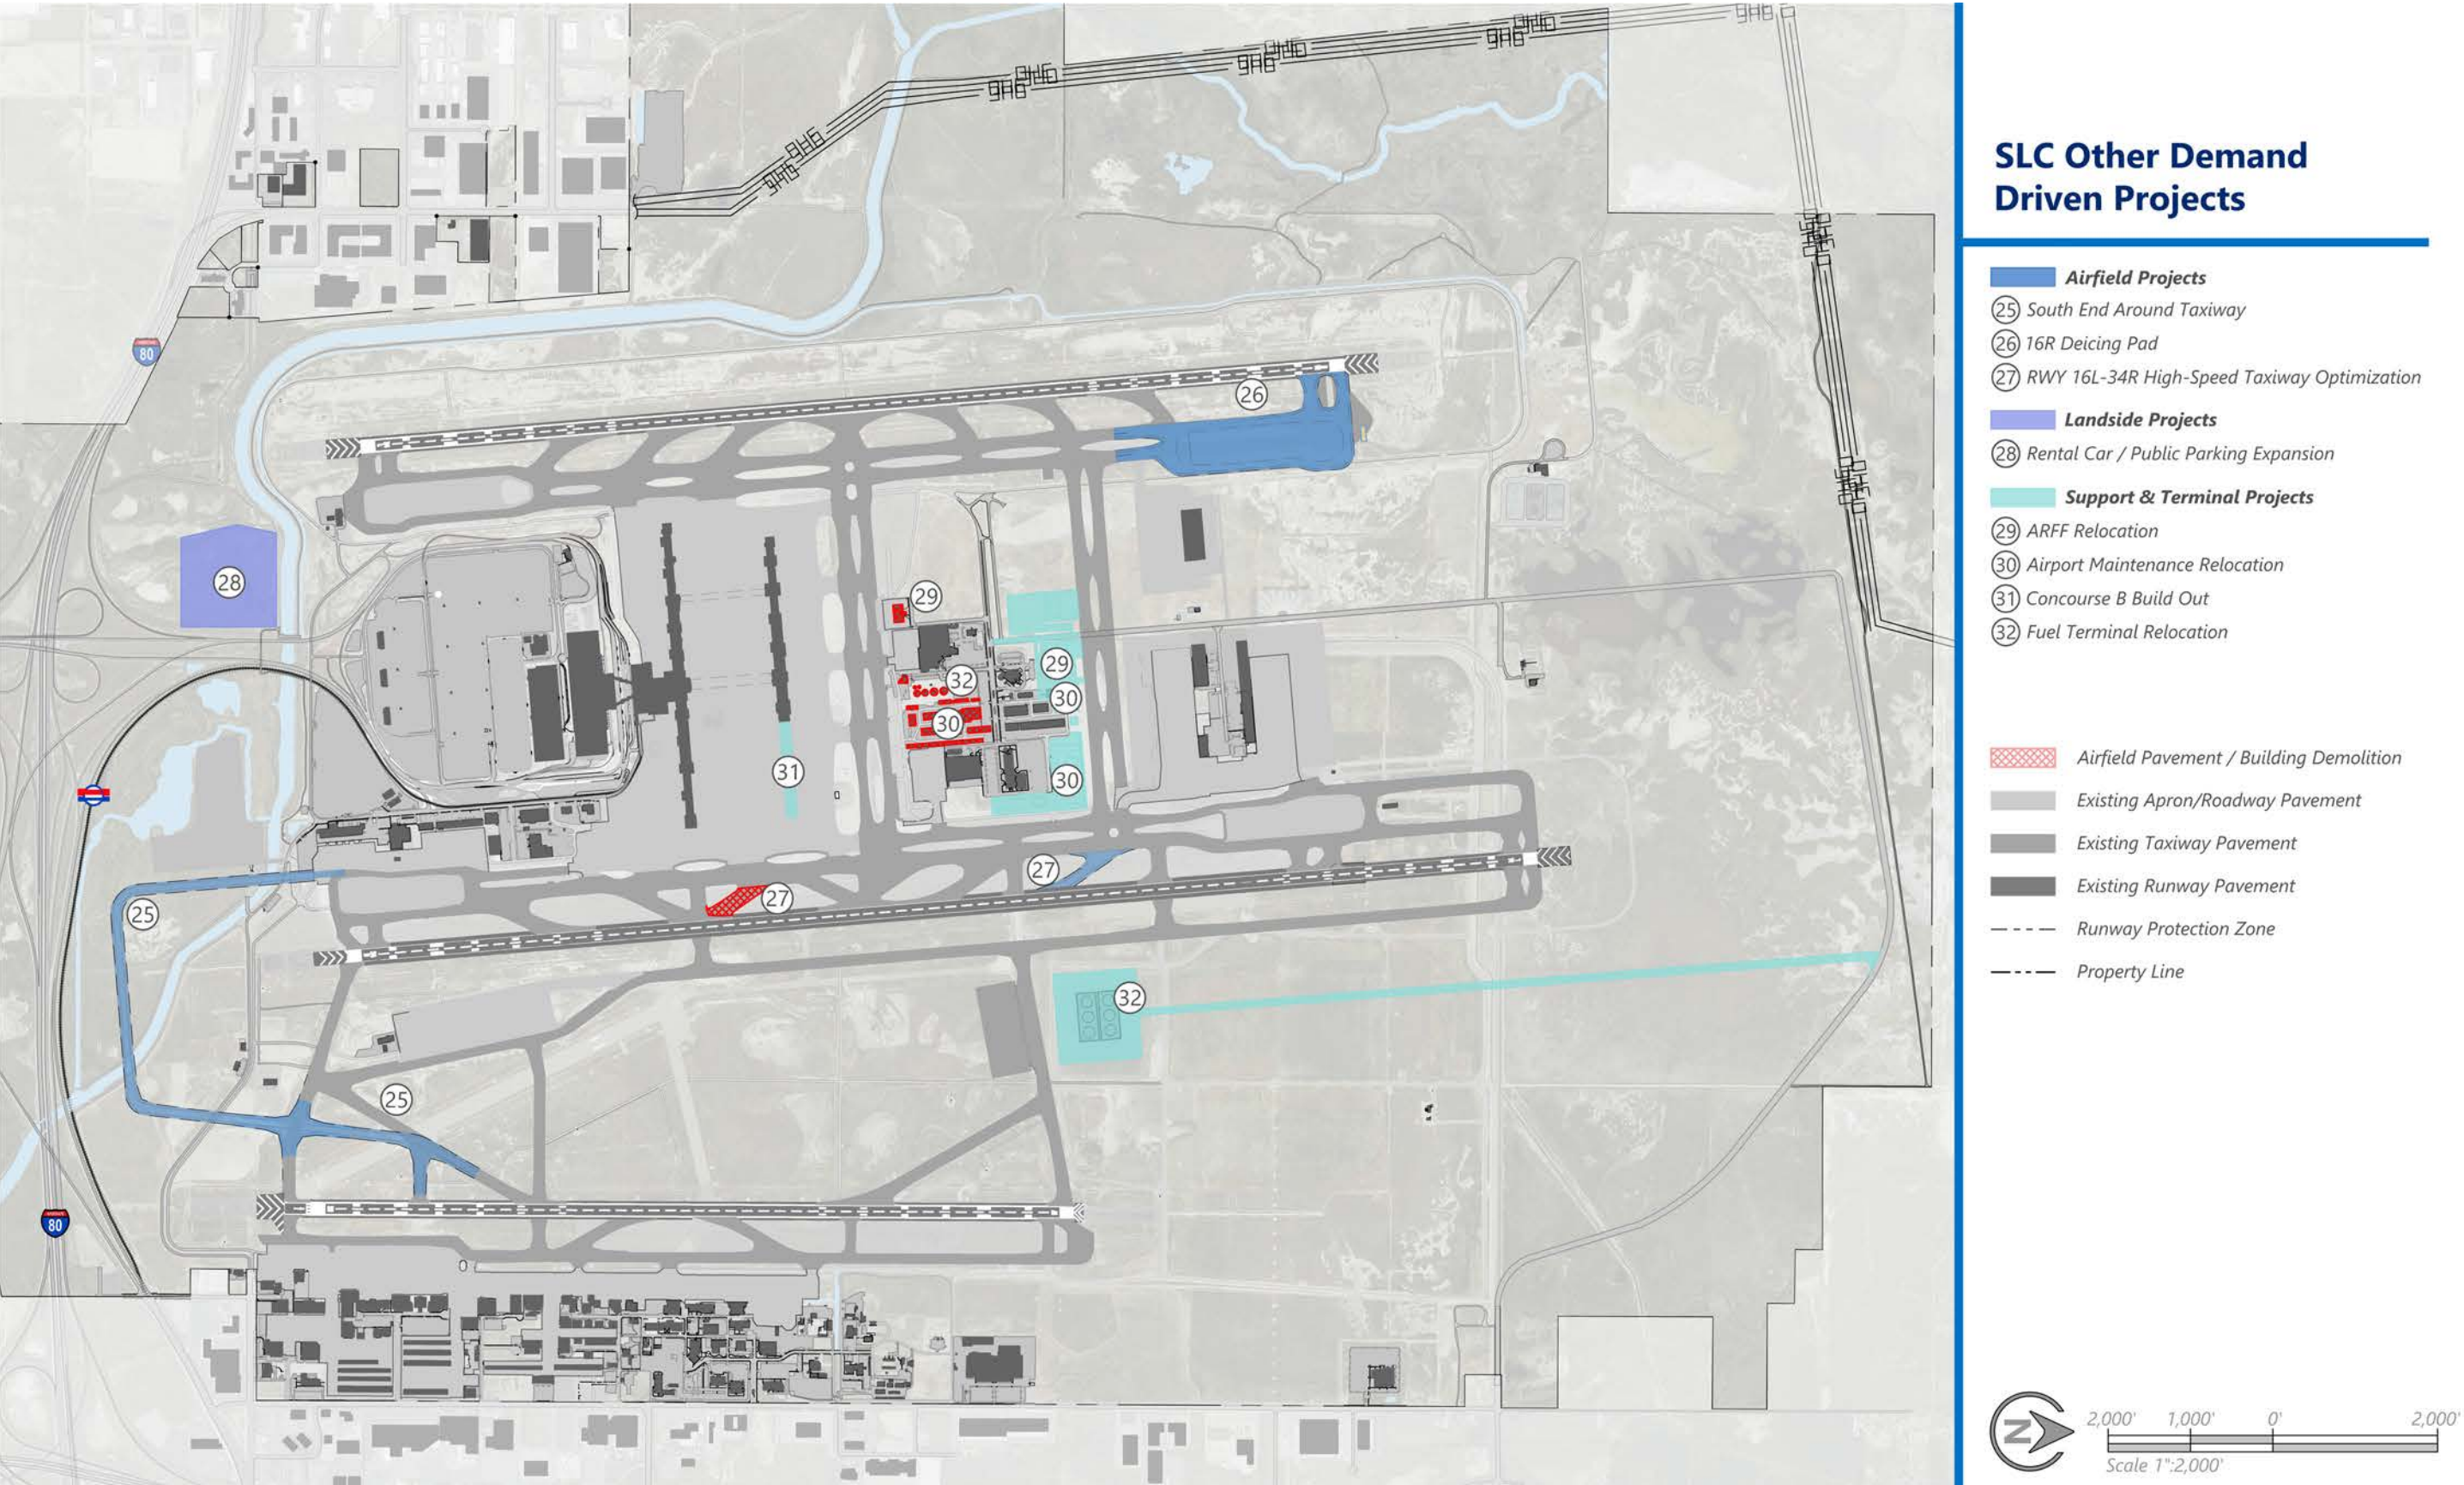 SLC Other Demand
Driven Projects
Airfield Projects
25 South End Around Taxiway
26 16R Deicing Pad
27 RWY 16L-34R High-Speed Taxiway Optimization
Landside Projects
28 Rental Car / Public Parking Expansion
Support & Terminal Projects
29 ARFF Relocation
30 Airport Maintenance Relocation
31 Concourse B Build Out
32 Fuel Terminal Relocation
Airfield Pavement / Building Demolition
Existing Apron/Roadway Pavement
Existing Taxiway Pavement
Existing Runway Pavement
Runway Protection Zone
Property Line
N
2,000' 1,000' 0' 2,000'
Scale 1":2,000'
80
26
28
29
29
32
30
30
31
30
27
27
25
32
25
80